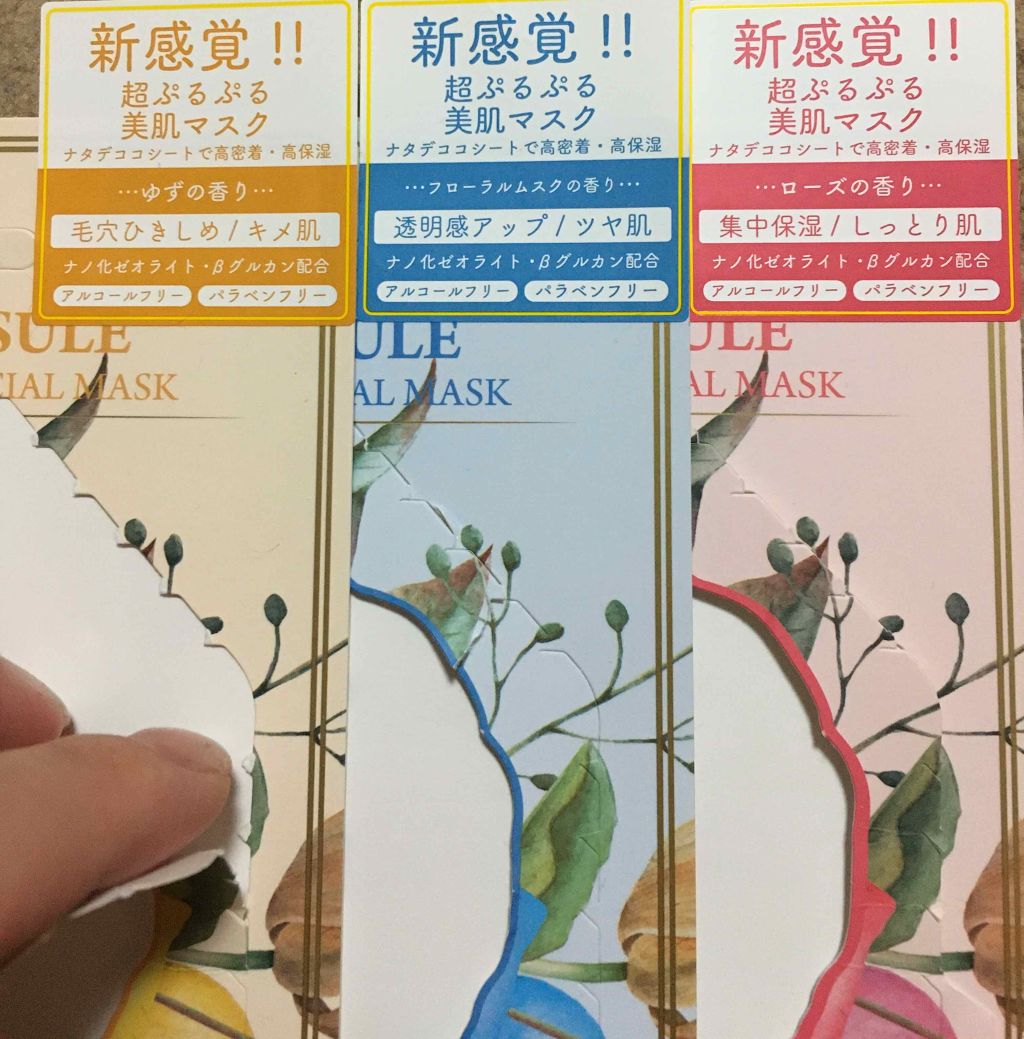 新感覚!!
超ぷるぷる
美肌マスク
ナタデココシートで高密着・高保湿
…ゆずの香り…
毛穴ひきしめ/キメ肌
ナノ化ゼオライト・βグルカン配合
アルコールフリー パラベンフリー
SULE
CIAL MASK
新感覚!!
超ぷるぷる
美肌マスク
ナタデココシートで高密着・高保湿
…フローラルムスクの香り…
透明感アップ/ツヤ肌
ナノ化ゼオライト・βグルカン配合
アルコールフリー パラベンフリー
ULE
AL MASK
新感覚!!
超ぷるぷる
美肌マスク
ナタデココシートで高密着・高保湿
…ローズの香り…
集中保湿/しっとり肌
ナノ化ゼオライト・βグルカン配合
アルコールフリー パラベンフリー
ULE
AL MASK